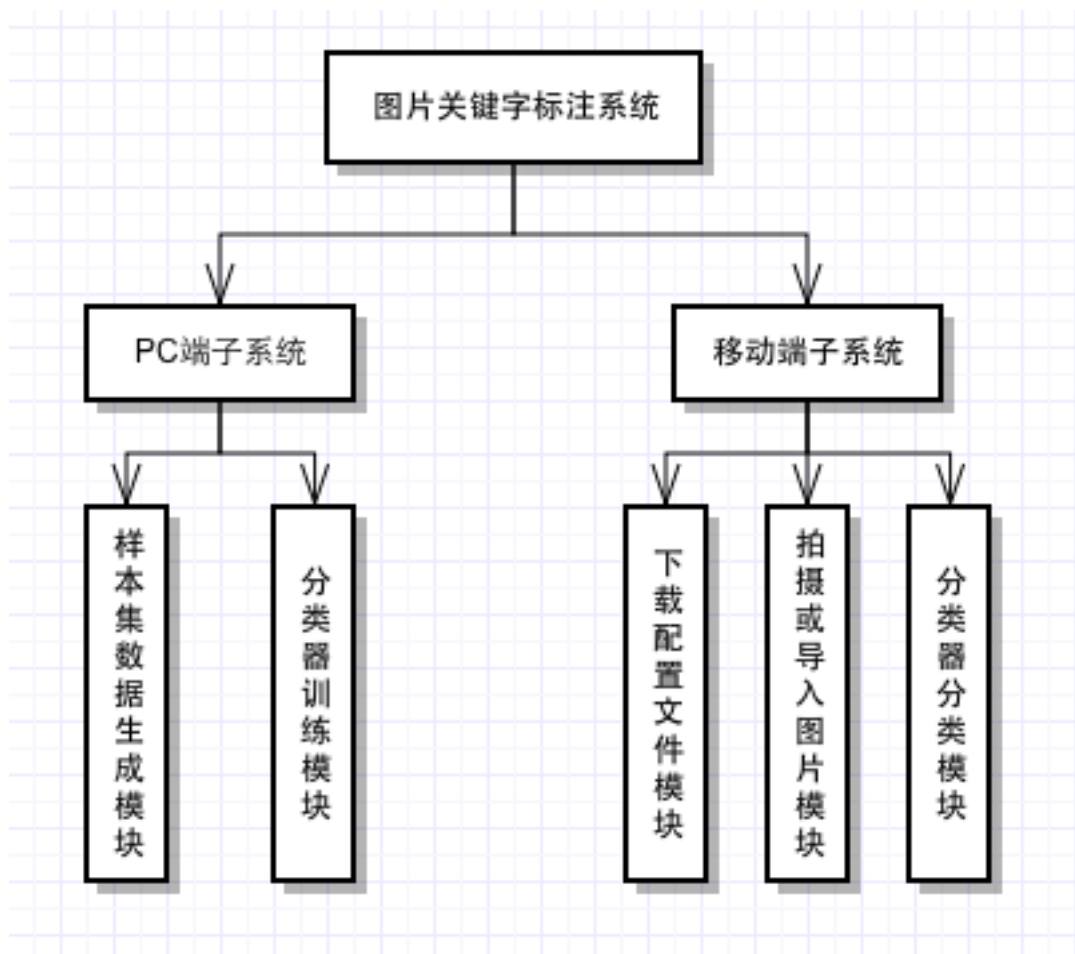 图片关键字标注系统
PC端子系统
移动端子系统
样本集数据生成模块
分类器训练模块
下载配置文件模块
拍摄或导入图片模块
分类器分类模块